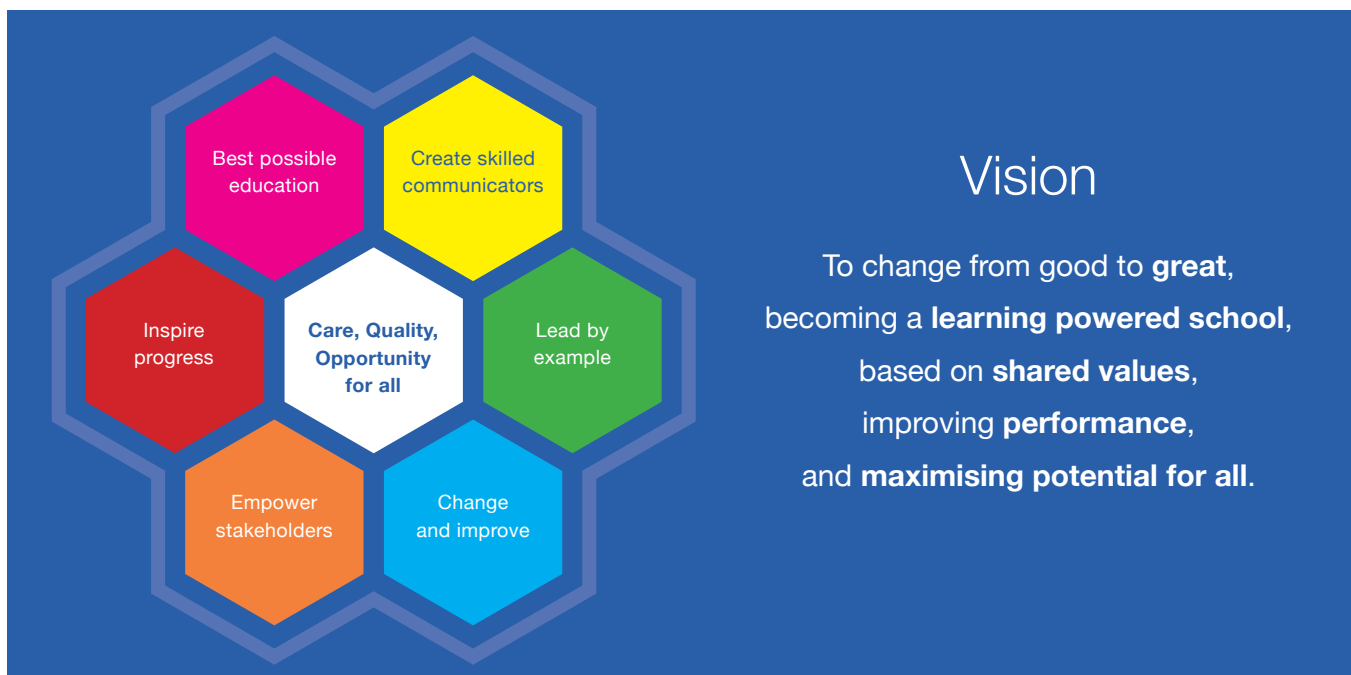 Best possible
education
Create skilled
communicators
Inspire
progress
Care, Quality,
Opportunity
for all
Lead by
example
Empower
stakeholders
Change
and improve
Vision
To change from good to great,
becoming a learning powered school,
based on shared values,
improving performance,
and maximising potential for all.